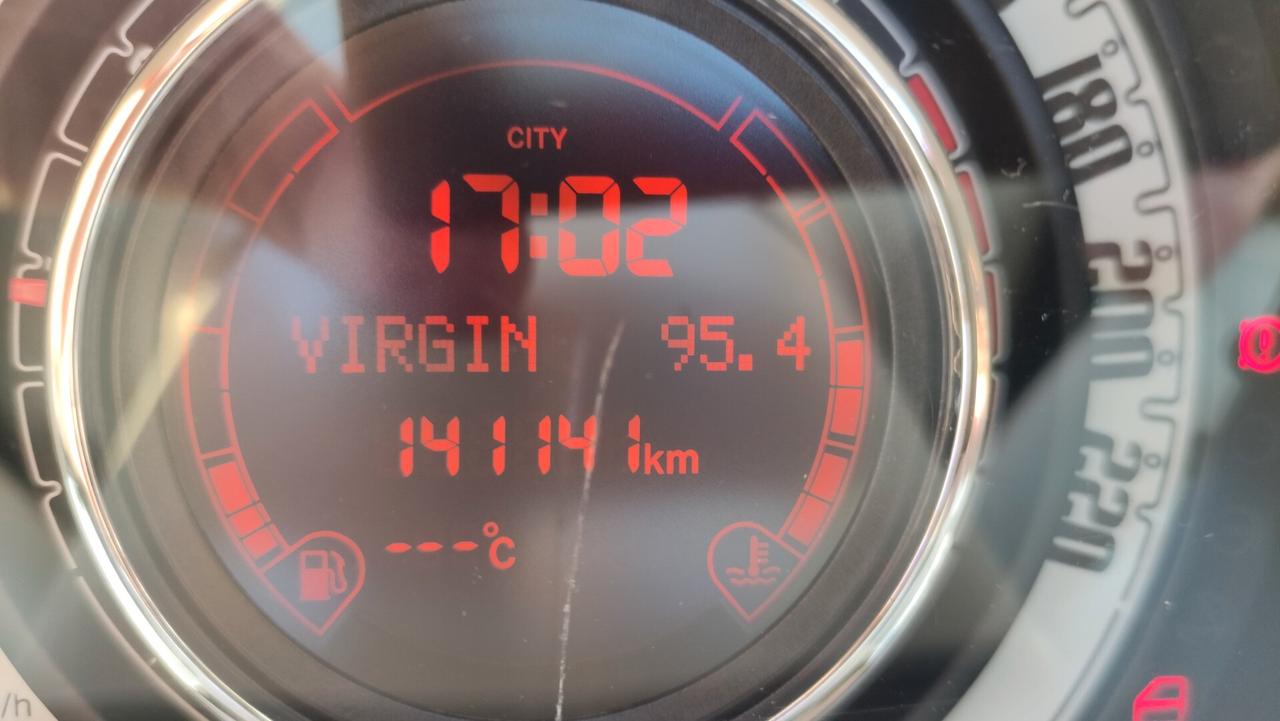 CITY
17:02
VIRGIN 95.4
141141km
---°C
180
200
220
/h